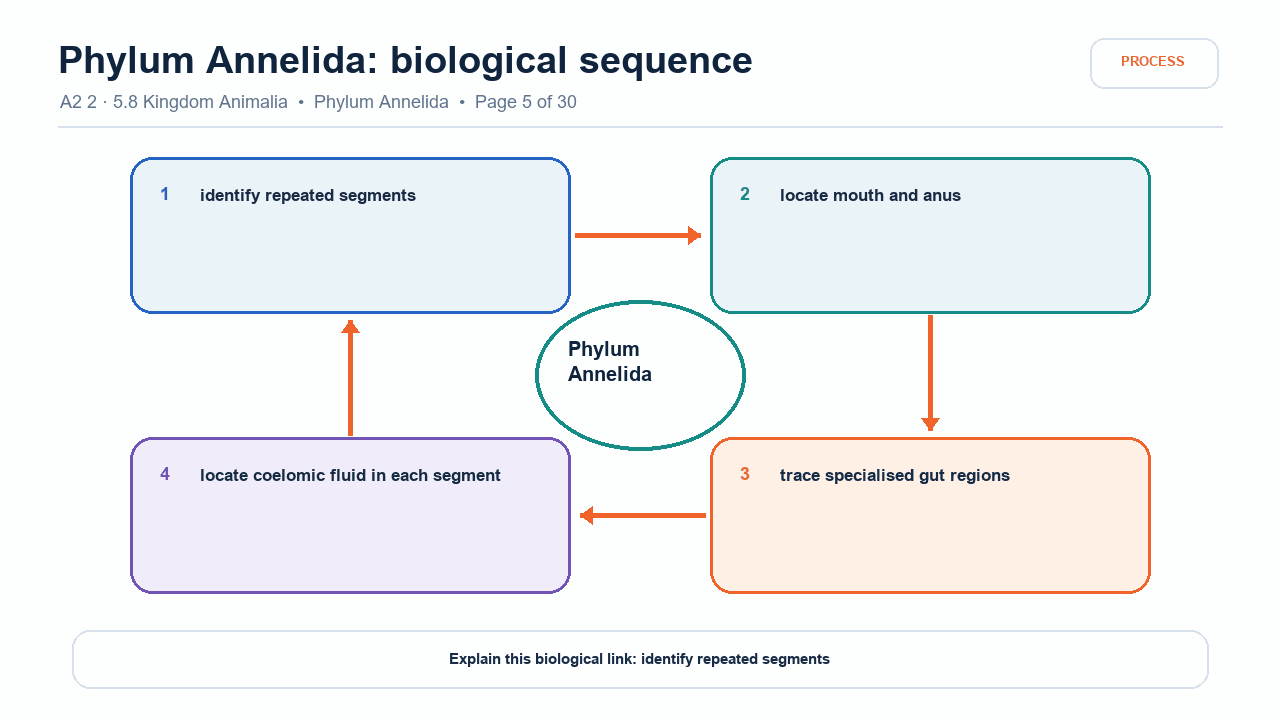 Phylum Annelida: biological sequence
PROCESS
A2 2 · 5.8 Kingdom Animalia • Phylum Annelida • Page 5 of 30
1 identify repeated segments
2 locate mouth and anus
Phylum
Annelida
4 locate coelomic fluid in each segment
3 trace specialised gut regions
Explain this biological link: identify repeated segments